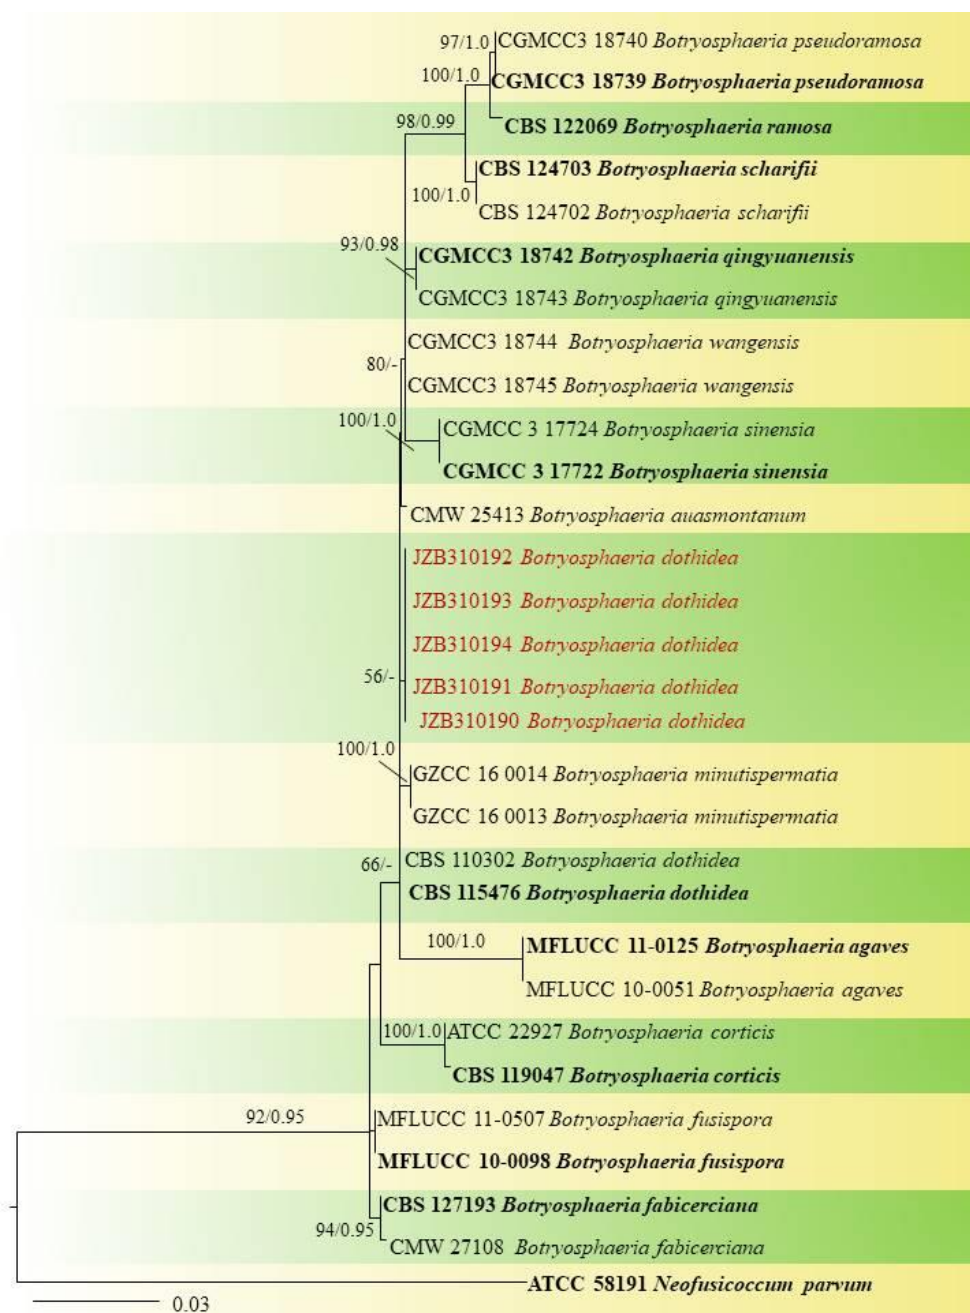 97/1.0 CGMCC3 18740 Botryosphaeria pseudoramosa
100/1.0 CGMCC3 18739 Botryosphaeria pseudoramosa
98/0.99 CBS 122069 Botryosphaeria ramosa
CBS 124703 Botryosphaeria scharifii
100/1.0 CBS 124702 Botryosphaeria scharifii
93/0.98 CGMCC3 18742 Botryosphaeria qingyuanensis
CGMCC3 18743 Botryosphaeria qingyuanensis
CGMCC3 18744 Botryosphaeria wangensis
80/-
CGMCC3 18745 Botryosphaeria wangensis
100/1.0 CGMCC 3 17724 Botryosphaeria sinensia
CGMCC 3 17722 Botryosphaeria sinensia
CMW 25413 Botryosphaeria auasmontanum
JZB310192 Botryosphaeria dothidea
JZB310193 Botryosphaeria dothidea
JZB310194 Botryosphaeria dothidea
56/- JZB310191 Botryosphaeria dothidea
JZB310190 Botryosphaeria dothidea
100/1.0
GZCC 16 0014 Botryosphaeria minutispermatia
GZCC 16 0013 Botryosphaeria minutispermatia
66/- CBS 110302 Botryosphaeria dothidea
CBS 115476 Botryosphaeria dothidea
100/1.0 MFLUCC 11-0125 Botryosphaeria agaves
MFLUCC 10-0051 Botryosphaeria agaves
100/1.0 ATCC 22927 Botryosphaeria corticis
CBS 119047 Botryosphaeria corticis
92/0.95 MFLUCC 11-0507 Botryosphaeria fusispora
MFLUCC 10-0098 Botryosphaeria fusispora
CBS 127193 Botryosphaeria fabicerciana
94/0.95 CMW 27108 Botryosphaeria fabicerciana
ATCC 58191 Neofusicoccum parvum
0.03